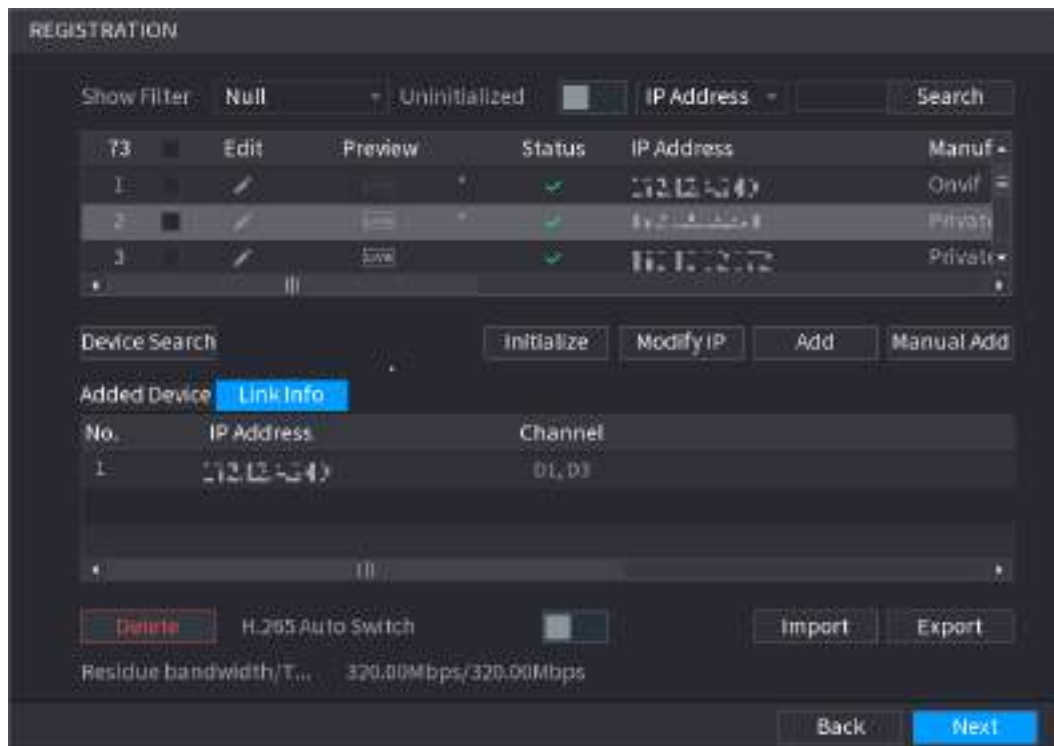 REGISTRATION
Show Filter Null Uninitialized IP Address Search
73 Edit Preview Status IP Address Manuf
1 Onvif
2 Private
3 LIVE Private
Device Search Initialize Modify IP Add Manual Add
Added Device Link Info
No. IP Address Channel
1 D1, D3
Delete H.265 Auto Switch Import Export
Residue bandwidth/T... 320.00Mbps/320.00Mbps
Back Next